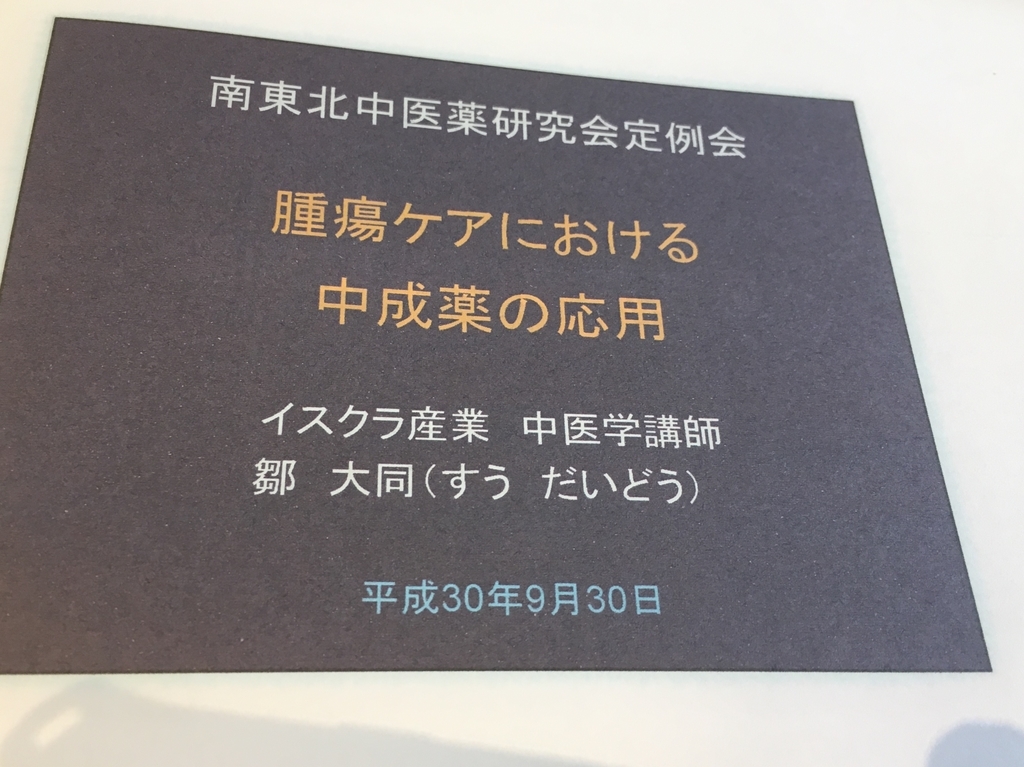 南東北中医薬研究会定例会
腫瘍ケアにおける
中成薬の応用
イスクラ産業　中医学講師
鄒　大同（すう　だいどう）
平成30年9月30日